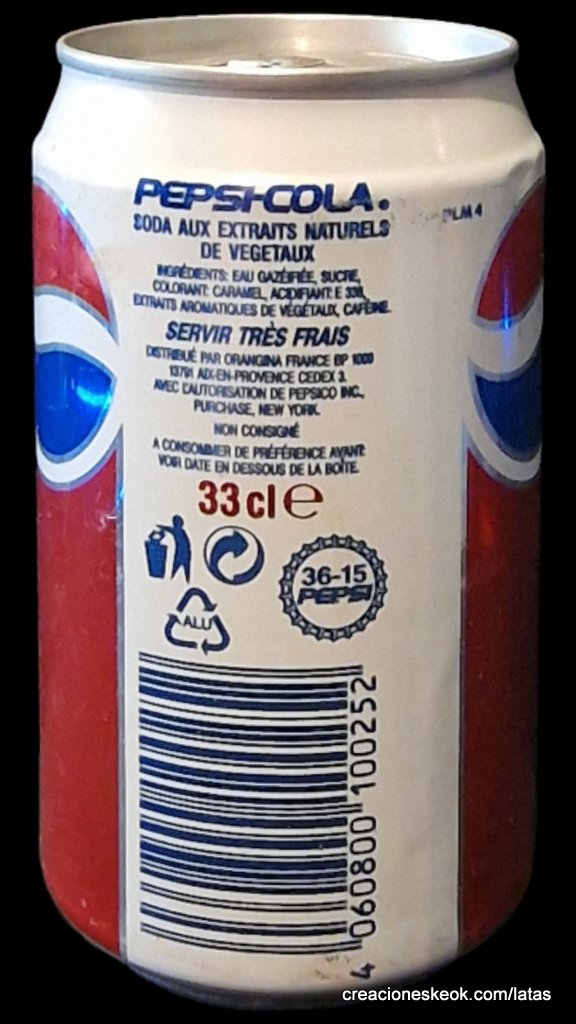 PEPSI-COLA®
PLM 4
SODA AUX EXTRAITS NATURELS
DE VEGETAUX
INGRÉDIENTS: EAU GAZÉIFIÉE, SUCRE,
COLORANT: CARAMEL, ACIDIFIANT: E 338,
EXTRAITS AROMATIQUES DE VÉGÉTAUX, CAFÉINE.
SERVIR TRÈS FRAIS
DISTRIBUÉ PAR ORANGINA FRANCE BP 1000
13791 AIX-EN-PROVENCE CEDEX 3.
AVEC L'AUTORISATION DE PEPSICO INC.,
PURCHASE, NEW YORK.
NON CONSIGNÉ
A CONSOMMER DE PRÉFÉRENCE AVANT:
VOIR DATE EN DESSOUS DE LA BOÎTE.
33 cl e
36-15
PEPSI
ALU
4 060800 100252
creacioneskeok.com/latas